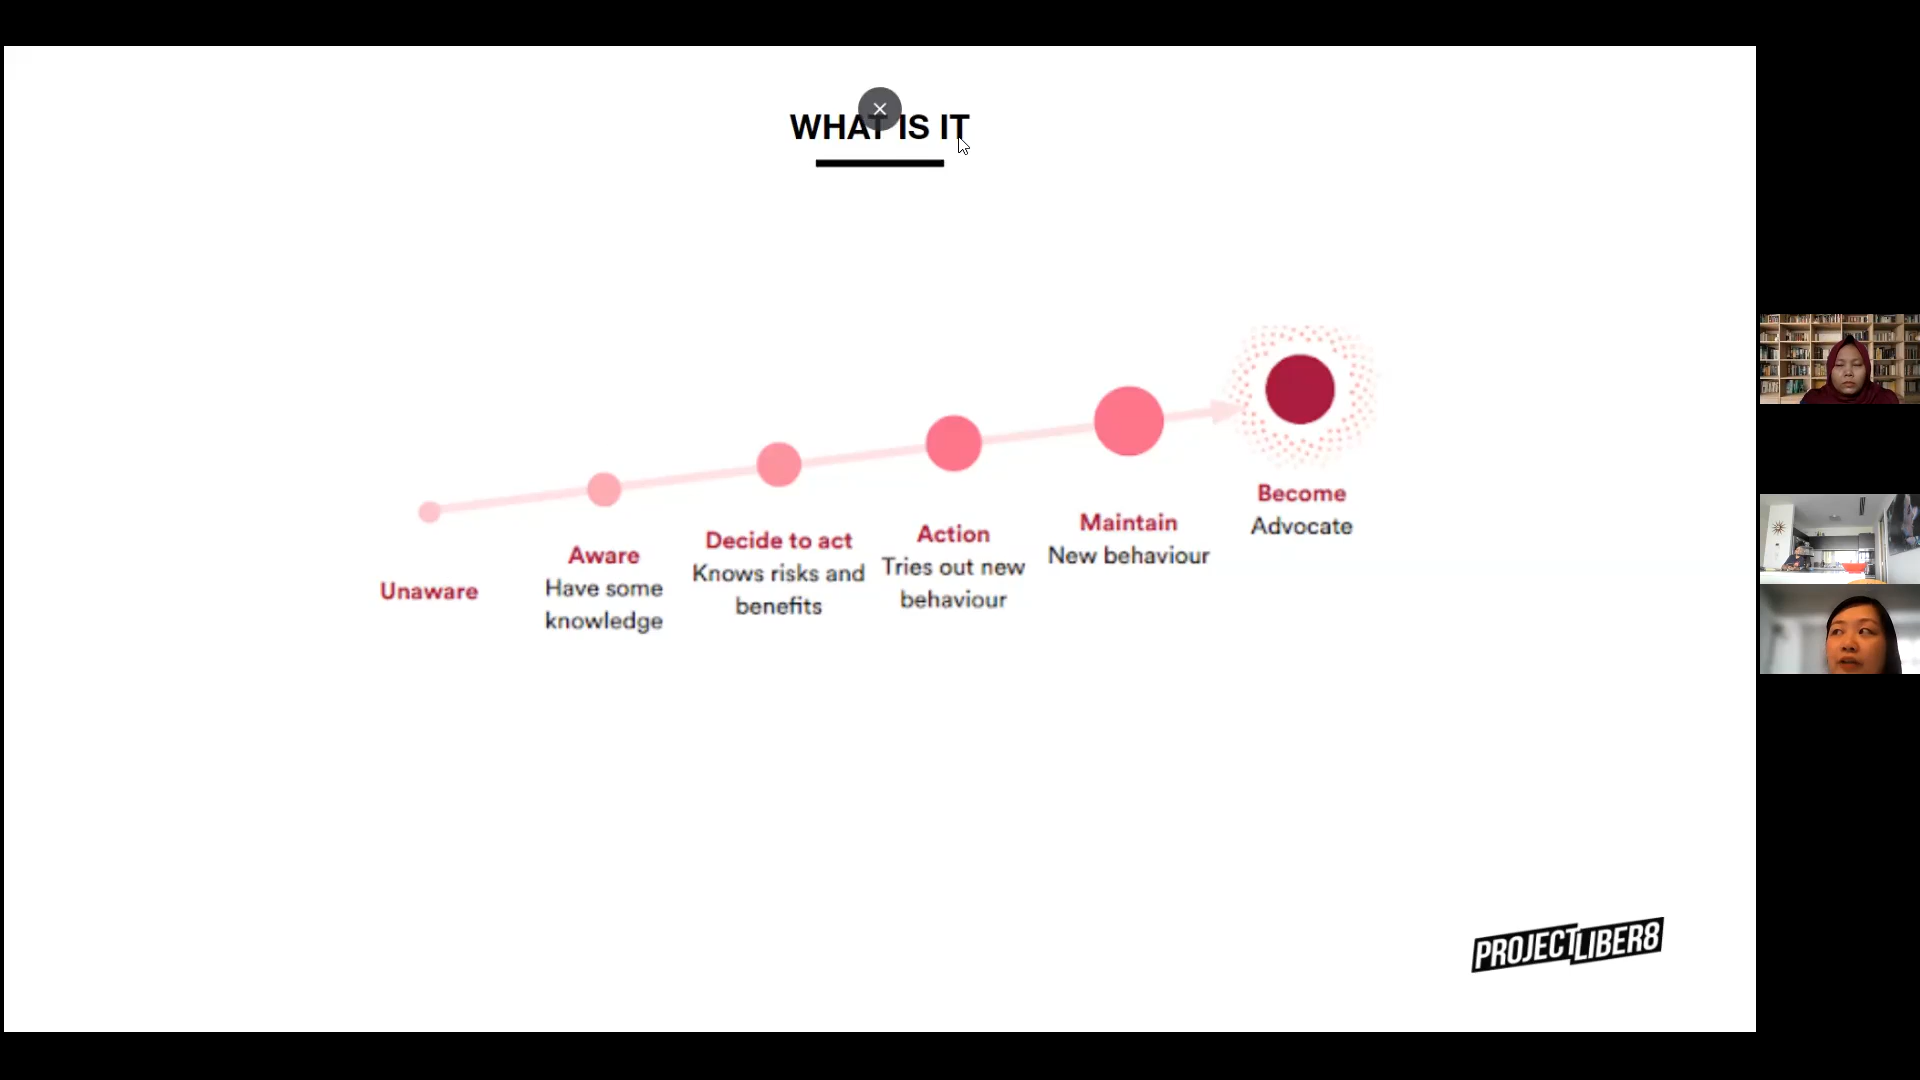 WHAT IS IT
Unaware
Aware
Have some
knowledge
Decide to act
Knows risks and
benefits
Action
Tries out new
behaviour
Maintain
New behaviour
Become
Advocate
PROJECTLIBER8